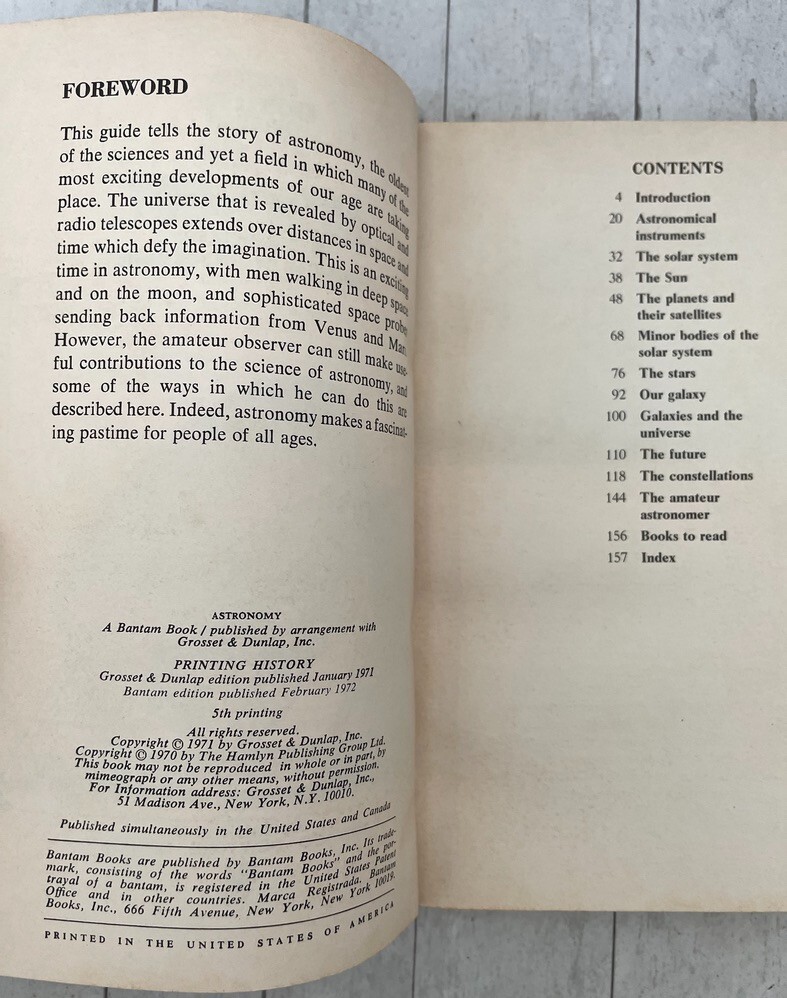 FOREWORD
This guide tells the story of astronomy, the oldest
of the sciences and yet a field in which many of the
most exciting developments of our age are taking
place. The universe that is revealed by optical and
radio telescopes extends over distances in space and
time which defy the imagination. This is an exciting
time in astronomy, with men walking in deep space
and on the moon, and sophisticated space probes
sending back information from Venus and Mars.
However, the amateur observer can still make use-
ful contributions to the science of astronomy, and
some of the ways in which he can do this are
described here. Indeed, astronomy makes a fascinat-
ing pastime for people of all ages.
ASTRONOMY
A Bantam Book / published by arrangement with
Grosset & Dunlap, Inc.
PRINTING HISTORY
Grosset & Dunlap edition published January 1971
Bantam edition published February 1972
5th printing
All rights reserved.
Copyright © 1971 by Grosset & Dunlap, Inc.
Copyright © 1970 by The Hamlyn Publishing Group Ltd.
This book may not be reproduced in whole or in part, by
mimeograph or any other means, without permission.
For Information address: Grosset & Dunlap, Inc.,
51 Madison Ave., New York, N.Y. 10010.
Published simultaneously in the United States and Canada
Bantam Books are published by Bantam Books, Inc. Its trade-
mark, consisting of the words "Bantam Books" and the por-
trayal of a bantam, is registered in the United States Patent
Office and in other countries. Marca Registrada. Bantam
Books, Inc., 666 Fifth Avenue, New York, New York 10019.
PRINTED IN THE UNITED STATES OF AMERICA
CONTENTS
4 Introduction
20 Astronomical
instruments
32 The solar system
38 The Sun
48 The planets and
their satellites
68 Minor bodies of the
solar system
76 The stars
92 Our galaxy
100 Galaxies and the
universe
110 The future
118 The constellations
144 The amateur
astronomer
156 Books to read
157 Index